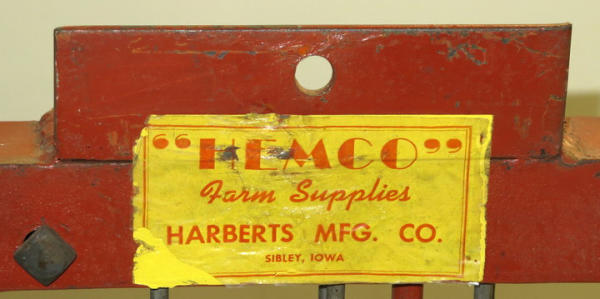 "HEMCO"
Farm Supplies
HARBERTS MFG. CO.
SIBLEY, IOWA